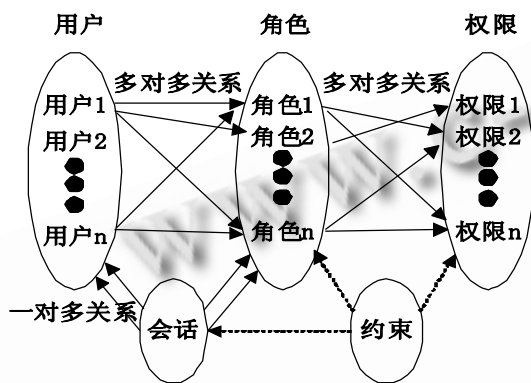 用户 角色 权限
多对多关系 多对多关系
用户1 角色1 权限1
用户2 角色2 权限2
用户n 角色n 权限n
一对多关系 会话 约束